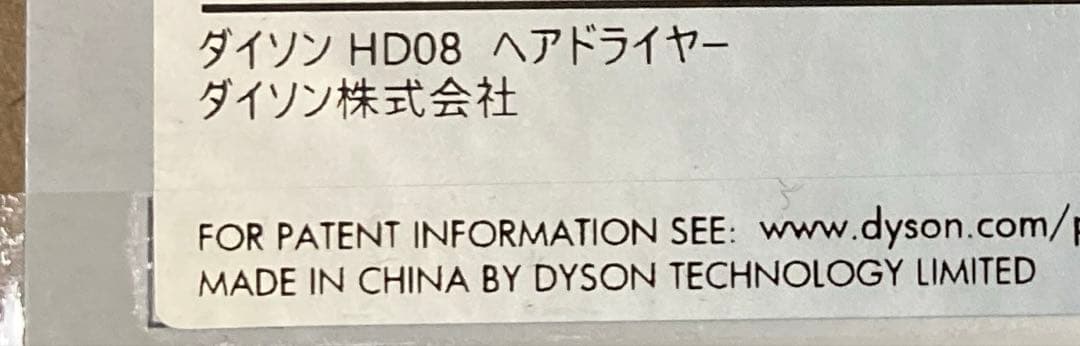 ダイソン HD08 ヘアドライヤー
ダイソン株式会社
FOR PATENT INFORMATION SEE: www.dyson.com/p
MADE IN CHINA BY DYSON TECHNOLOGY LIMITED